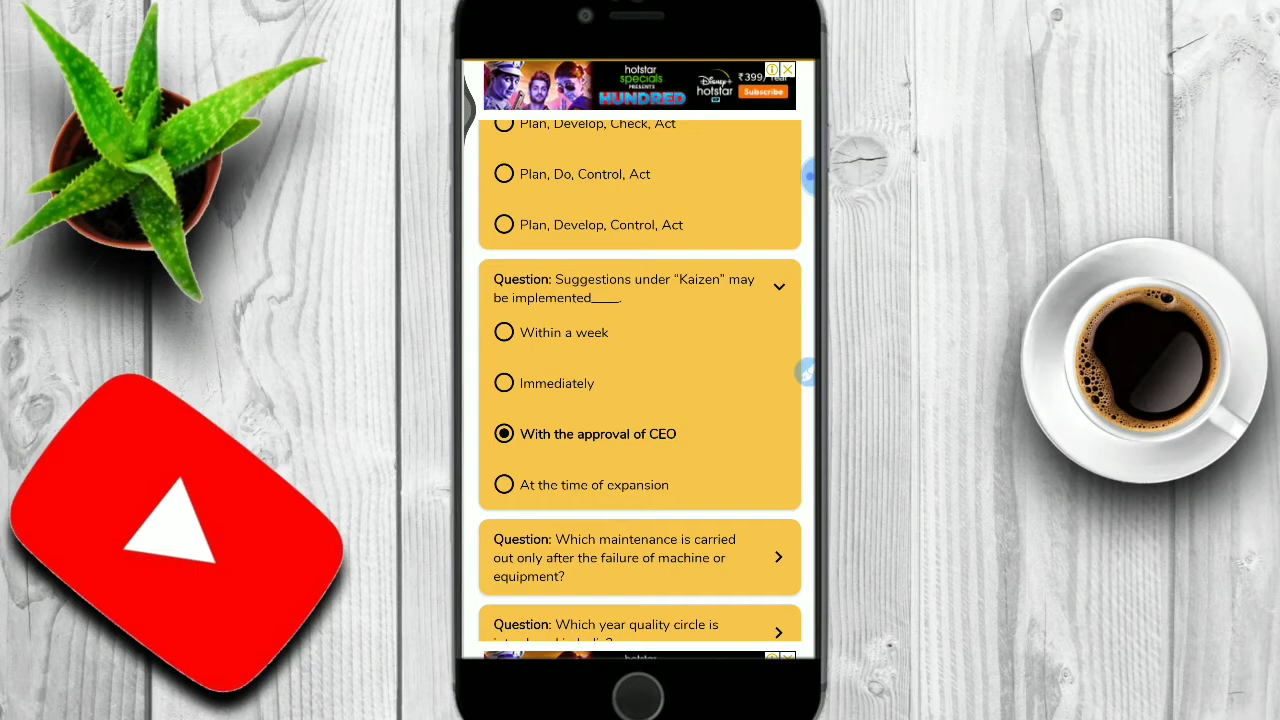 hotstar
specials
PRESENTS
HUNDRED
Disney+
hotstar
₹399/Year
Subscribe
Plan, Develop, Check, Act
Plan, Do, Control, Act
Plan, Develop, Control, Act
Question: Suggestions under “Kaizen” may
be implemented____.
Within a week
Immediately
With the approval of CEO
At the time of expansion
Question: Which maintenance is carried
out only after the failure of machine or
equipment?
Question: Which year quality circle is
hotstar